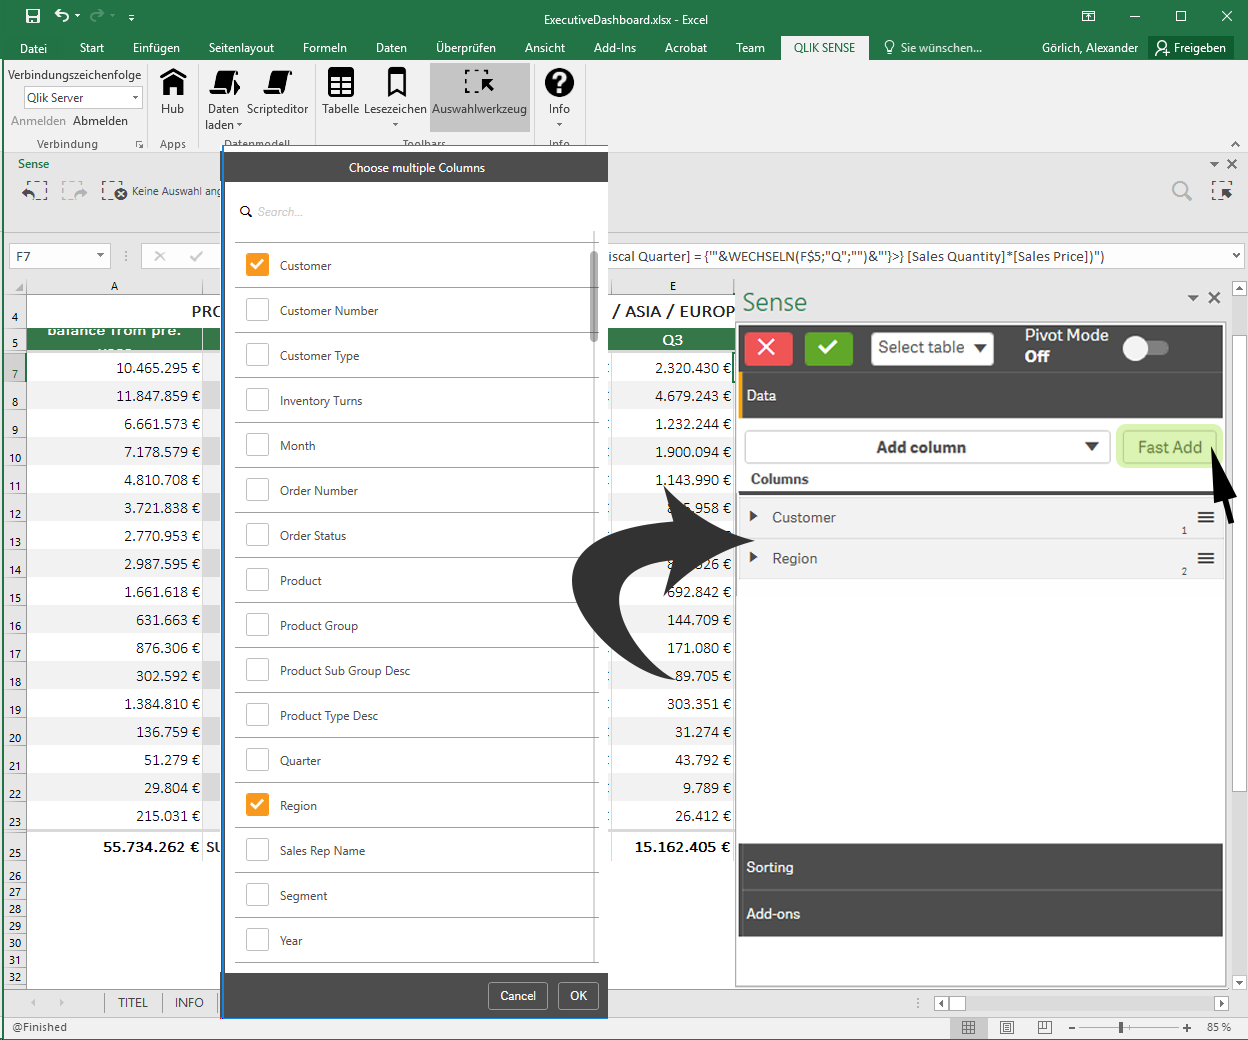 ExecutiveDashboard.xlsx - Excel
Datei Start Einfügen Seitenlayout Formeln Daten Überprüfen Ansicht Add-Ins Acrobat Team QLIK SENSE Sie wünschen... Görlich, Alexander Freigeben
Verbindungszeichenfolge
Qlik Server
Anmelden Abmelden
Verbindung
Hub
Apps
Daten laden
Scripteditor
Datenmodell
Tabelle Lesezeichen Auswahlwerkzeug
Toolbars
Info
Info
Sense
Keine Auswahl ang
F7
iscal Quarter] = {'"&WECHSELN(F$5;"Q";"")&"'}>} [Sales Quantity]*[Sales Price])")
A E
4 PRO / ASIA / EUROP
5 balance from pre. Q3
7 10.465.295 € 2.320.430 €
8 11.847.859 € 4.679.243 €
9 6.661.573 € 1.232.244 €
10 7.178.579 € 1.900.094 €
11 4.810.708 € 1.143.990 €
12 3.721.838 € 5.958 €
13 2.770.953 €
14 2.987.595 € 526 €
15 1.661.618 € 692.842 €
16 631.663 € 144.709 €
17 876.306 € 171.080 €
18 302.592 € 89.705 €
19 1.384.810 € 303.351 €
20 136.759 € 31.274 €
21 51.279 € 43.792 €
22 29.804 € 9.789 €
23 215.031 € 26.412 €
25 55.734.262 € SU 15.162.405 €
26
27
28
29
30
31
32
Choose multiple Columns
Search...
Customer
Customer Number
Customer Type
Inventory Turns
Month
Order Number
Order Status
Product
Product Group
Product Sub Group Desc
Product Type Desc
Quarter
Region
Sales Rep Name
Segment
Year
Cancel OK
Sense
Select table
Pivot Mode
Off
Data
Add column
Fast Add
Columns
Customer
1
Region
2
Sorting
Add-ons
TITEL INFO
@Finished
85 %